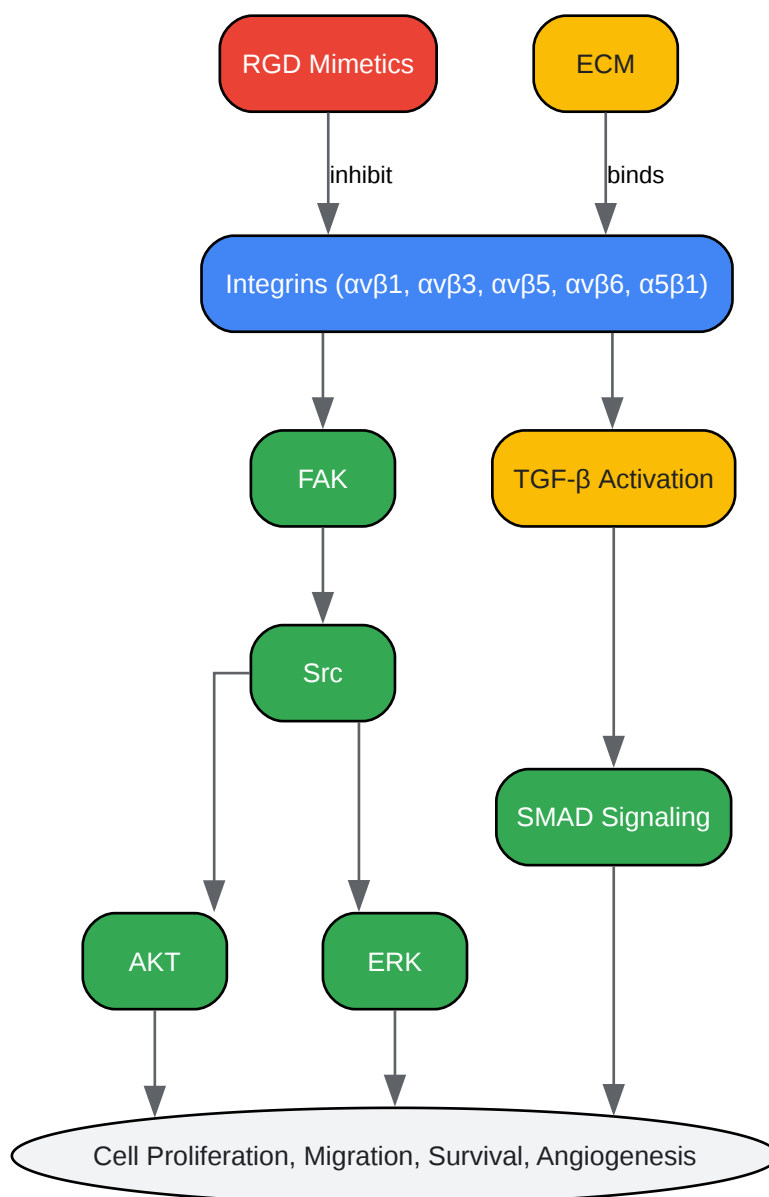 RGD Mimetics
ECM
inhibit
binds
Integrins (αvβ1, αvβ3, αvβ5, αvβ6, α5β1)
FAK
TGF-β Activation
Src
SMAD Signaling
AKT
ERK
Cell Proliferation, Migration, Survival, Angiogenesis